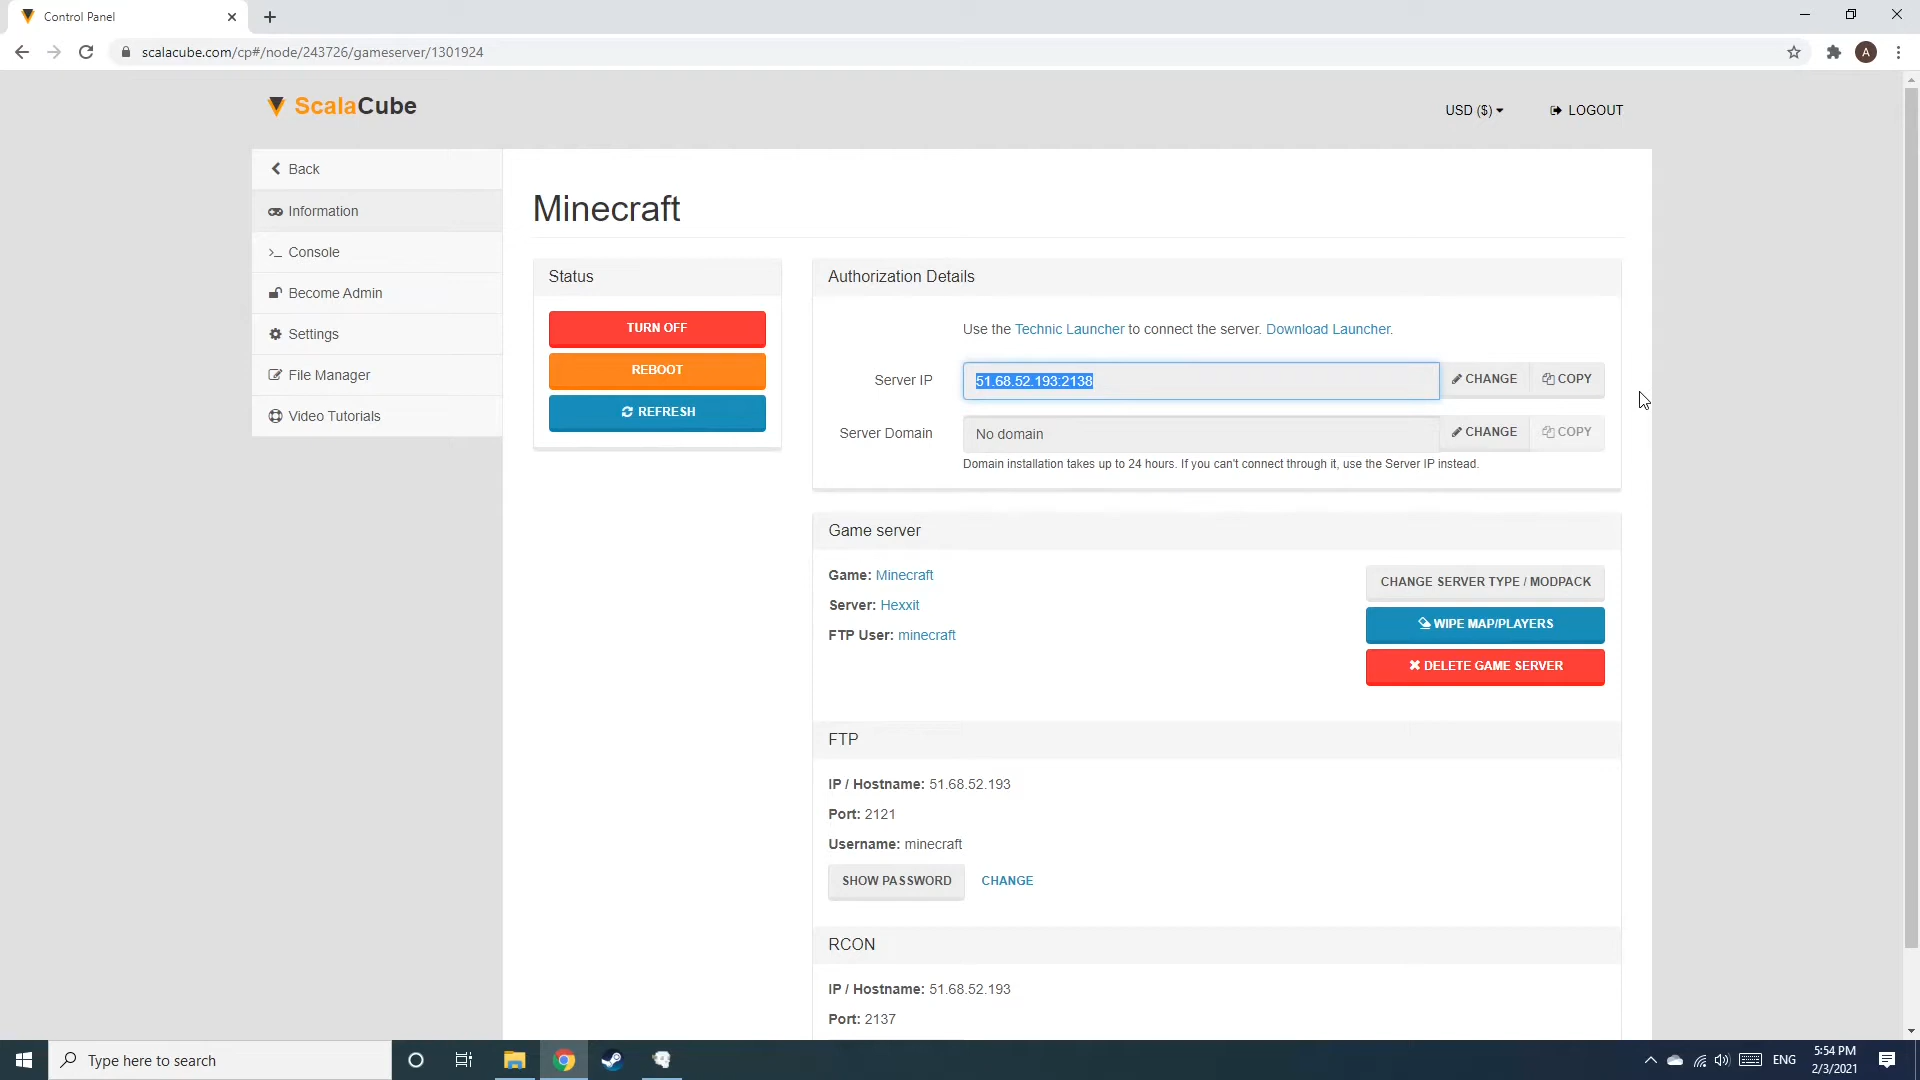 Control Panel
scalacube.com/cp#/node/243726/gameserver/1301924
A
ScalaCube
USD ($)
LOGOUT
Back
Information
Console
Become Admin
Settings
File Manager
Video Tutorials
Minecraft
Status
TURN OFF
REBOOT
REFRESH
Authorization Details
Use the Technic Launcher to connect the server. Download Launcher.
Server IP
51.68.52.193:2138
CHANGE
COPY
Server Domain
No domain
CHANGE
COPY
Domain installation takes up to 24 hours. If you can't connect through it, use the Server IP instead.
Game server
Game: Minecraft
Server: Hexxit
FTP User: minecraft
CHANGE SERVER TYPE / MODPACK
WIPE MAP/PLAYERS
DELETE GAME SERVER
FTP
IP / Hostname: 51.68.52.193
Port: 2121
Username: minecraft
SHOW PASSWORD
CHANGE
RCON
IP / Hostname: 51.68.52.193
Port: 2137
Type here to search
ENG
5:54 PM
2/3/2021